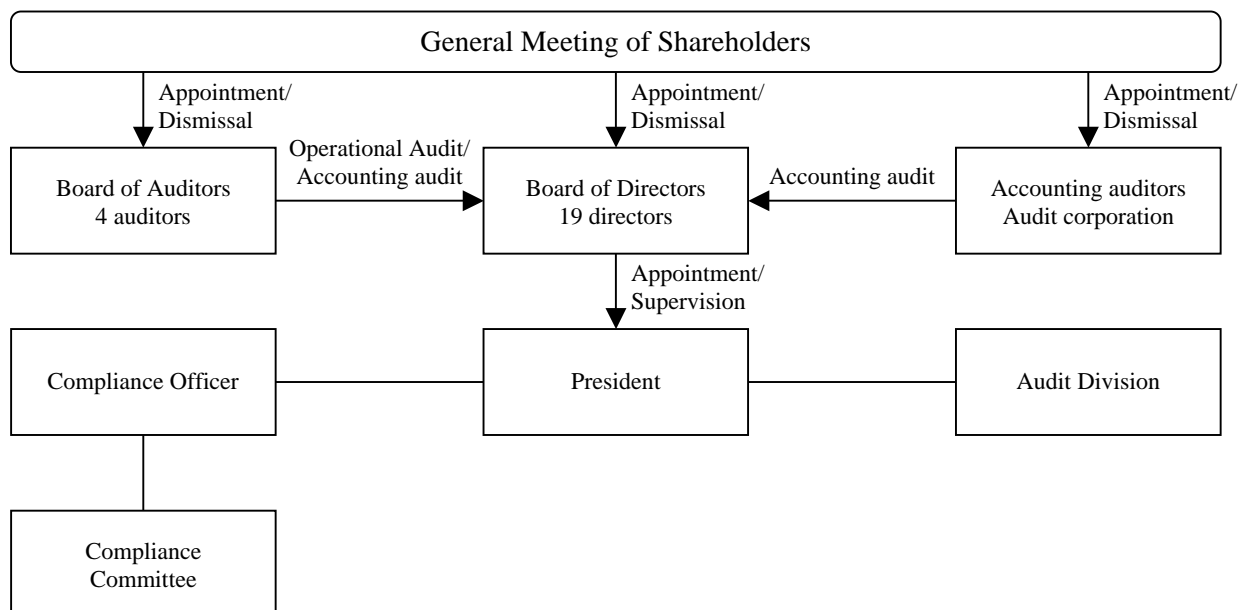 General Meeting of Shareholders
Appointment/
Dismissal
Appointment/
Dismissal
Appointment/
Dismissal
Board of Auditors
4 auditors
Operational Audit/
Accounting audit
Board of Directors
19 directors
Accounting audit
Accounting auditors
Audit corporation
Appointment/
Supervision
Compliance Officer
President
Audit Division
Compliance
Committee